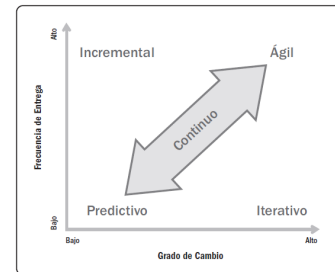 Alto
Incremental
Ágil
Frecuencia de Entrega
Continuo
Predictivo
Iterativo
Bajo
Bajo
Alto
Grado de Cambio